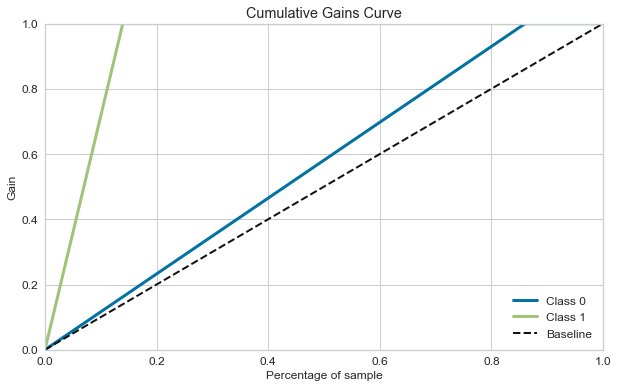 Cumulative Gains Curve
1.0
0.8
0.6
0.4
0.2
0.0
Gain
Class 0
Class 1
Baseline
0.0 0.2 0.4 0.6 0.8 1.0
Percentage of sample